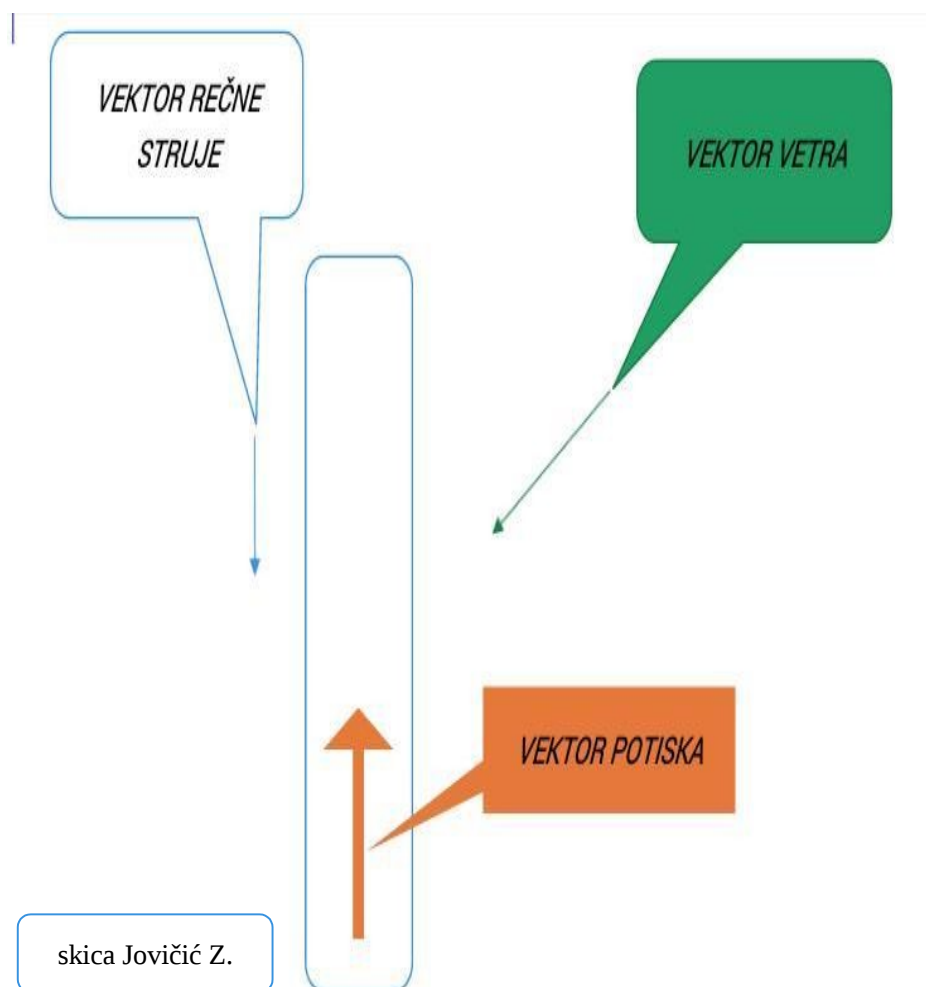 VEKTOR REČNE
STRUJE
VEKTOR VETRA
VEKTOR POTISKA
skica Jovičić Z.